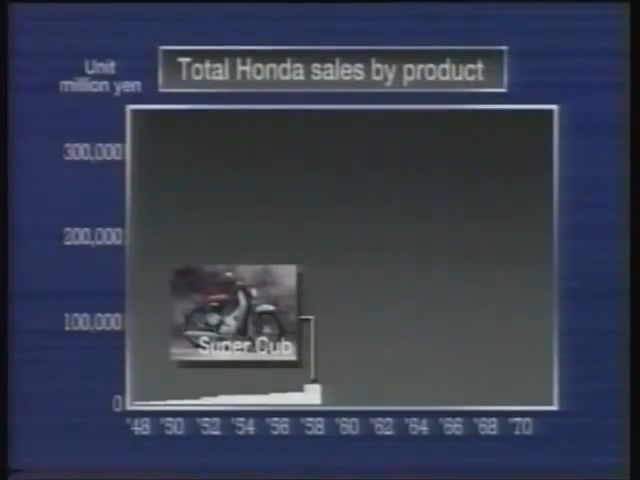 Unit
million yen
Total Honda sales by product
300,000
200,000
100,000
0
Super Cub
'48 '50 '52 '54 '56 '58 '60 '62 '64 '66 '68 '70